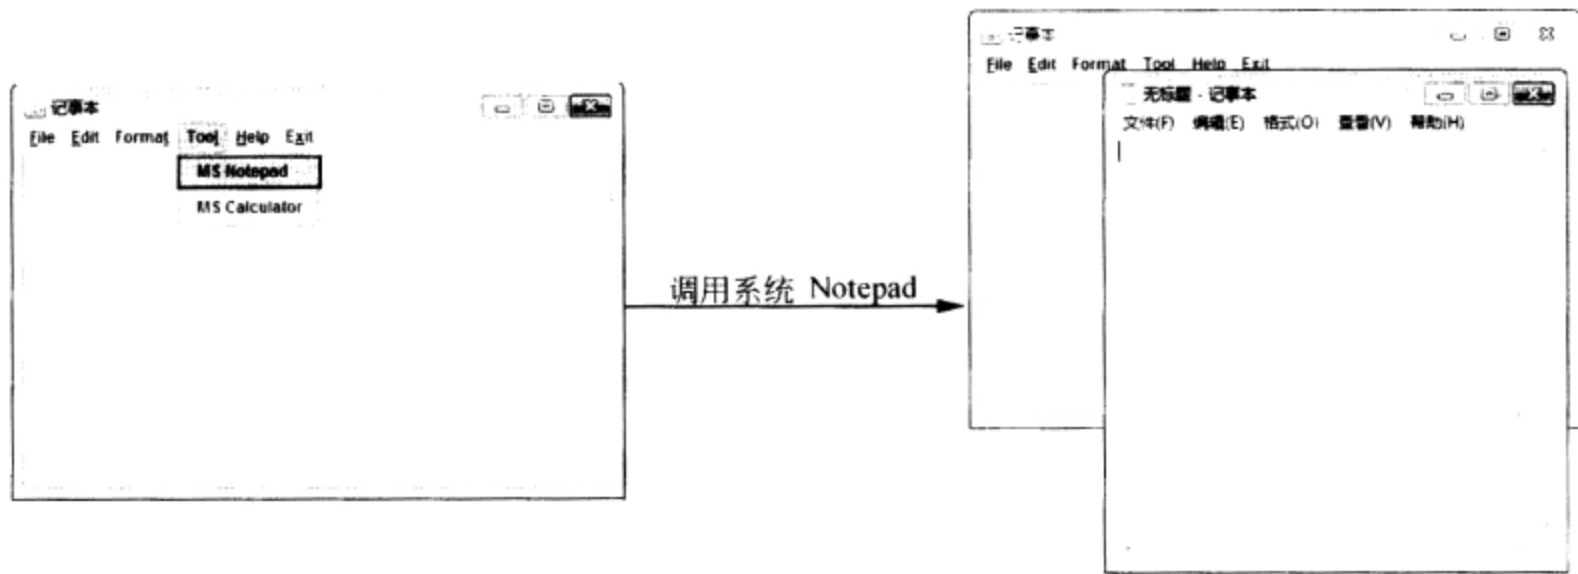 记事本
File Edit Format Tool Help Exit
MS Notepad
MS Calculator
调用系统 Notepad
记事本
File Edit Format Tool Help Exit
无标题 - 记事本
文件(F) 编辑(E) 格式(O) 查看(V) 帮助(H)